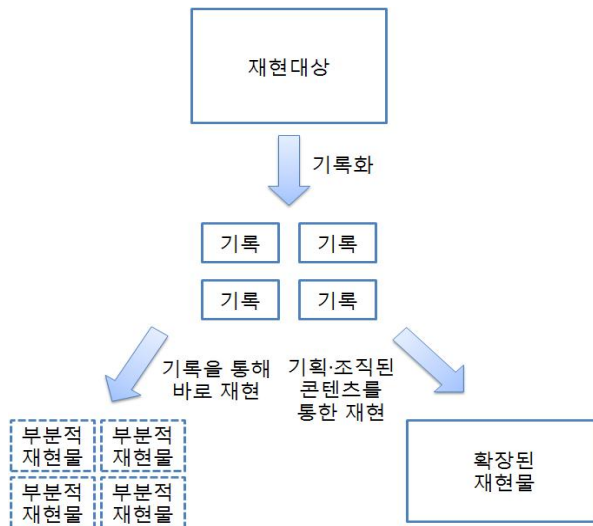 재현대상
기록화
기록 기록
기록 기록
기록을 통해
바로 재현
기획·조직된
콘텐츠를
통한 재현
부분적
재현물
부분적
재현물
부분적
재현물
부분적
재현물
확장된
재현물